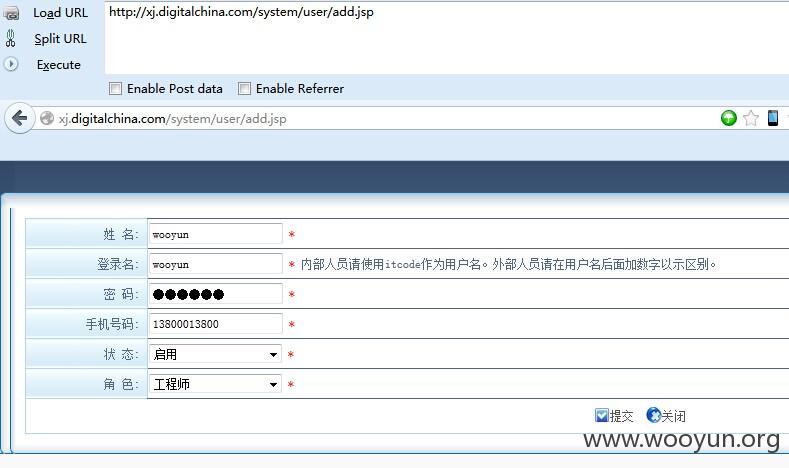 Load URL
http://xj.digitalchina.com/system/user/add.jsp
Split URL
Execute
Enable Post data Enable Referrer
xj.digitalchina.com/system/user/add.jsp
姓 名: wooyun *
登录名: wooyun * 内部人员请使用itcode作为用户名。外部人员请在用户名后面加数字以示区别。
密 码: ●●●●●● *
手机号码: 13800013800 *
状 态: 启用 *
角 色: 工程师 *
提交 关闭
www.wooyun.org